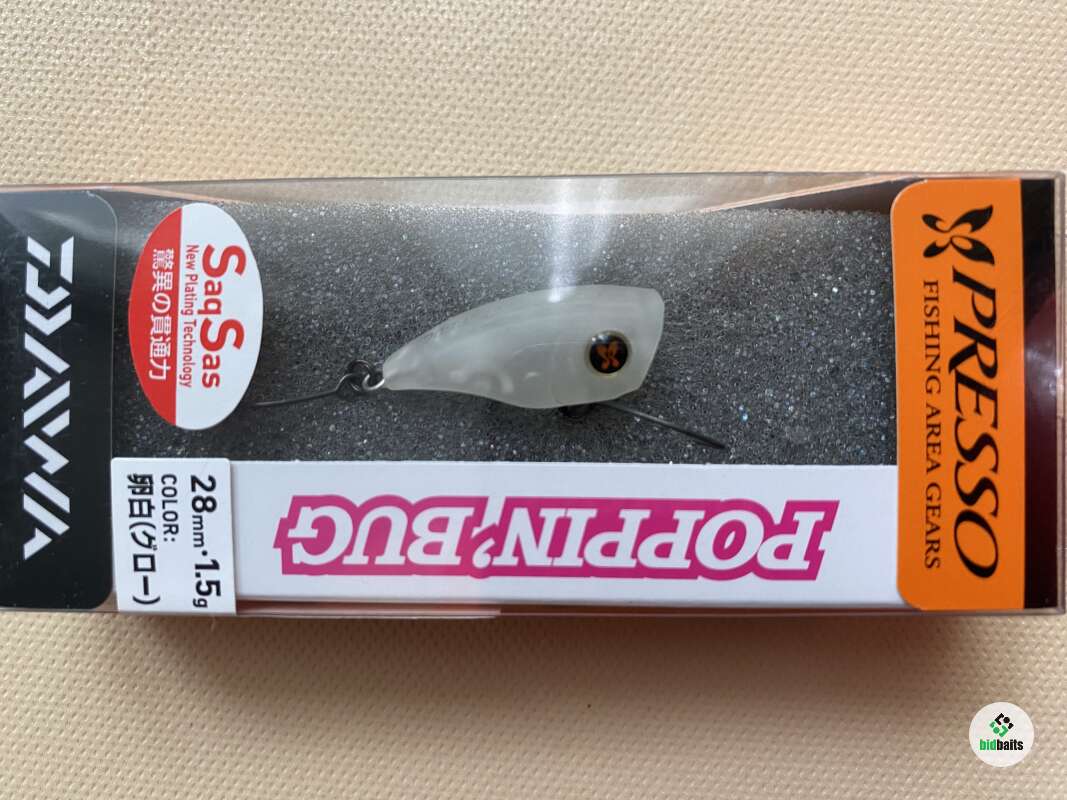 DAIWA
SaqSas
New Plating Technology
驚異の貫通力
28mm・1.5g
COLOR:
卵白(グロー)
POPPIN' BUG
PRESSO
FISHING AREA GEARS
bidbaits